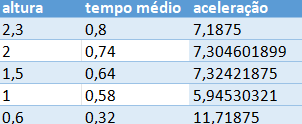 altura tempo médio aceleração
2,3 0,8 7,1875
2 0,74 7,304601899
1,5 0,64 7,32421875
1 0,58 5,94530321
0,6 0,32 11,71875